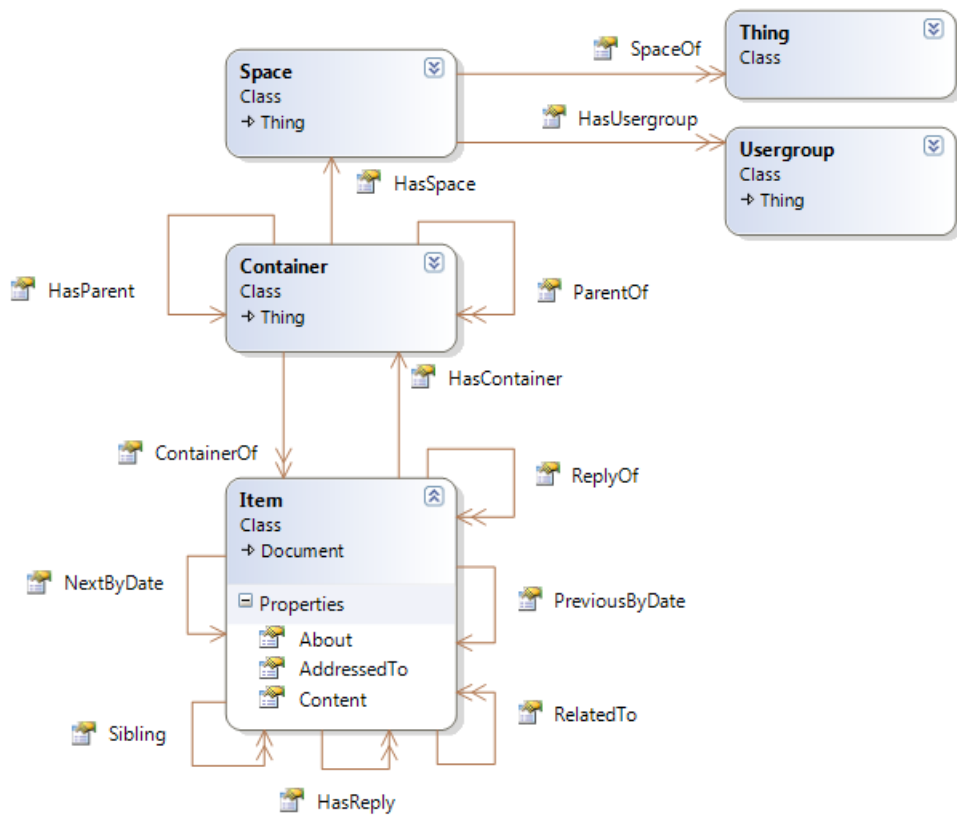 Thing
Class
SpaceOf
Space
Class
Thing
HasUsergroup
Usergroup
Class
Thing
HasSpace
Container
Class
Thing
HasParent
ParentOf
HasContainer
ContainerOf
ReplyOf
Item
Class
Document
NextByDate
PreviousByDate
Properties
About
AddressedTo
Content
RelatedTo
Sibling
HasReply